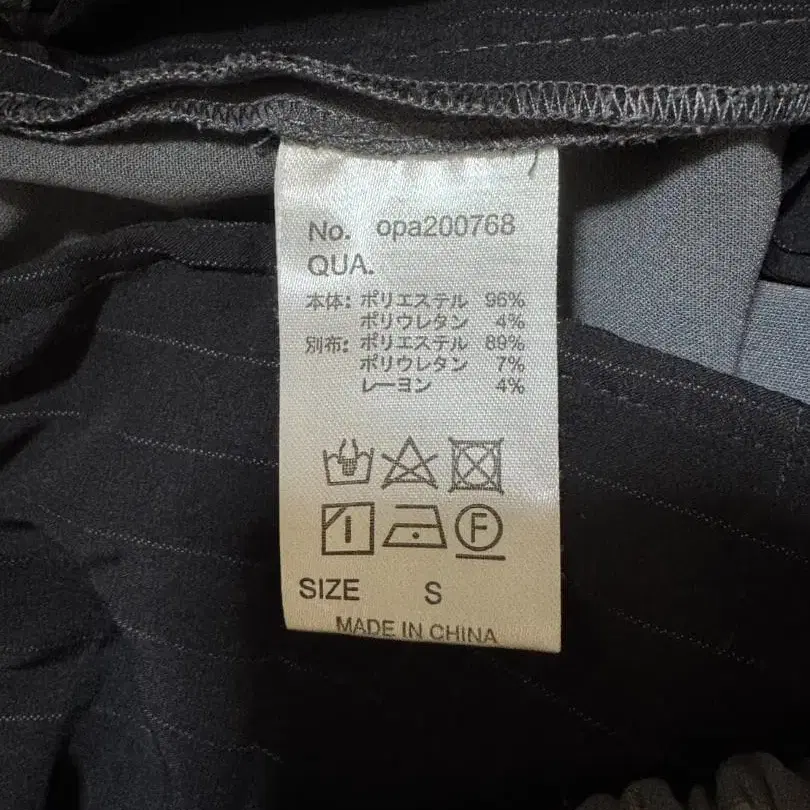 No. opa200768
QUA.
本体: ポリエステル 96%
ポリウレタン 4%
別布: ポリエステル 89%
ポリウレタン 7%
レーヨン 4%
F
SIZE S
MADE IN CHINA